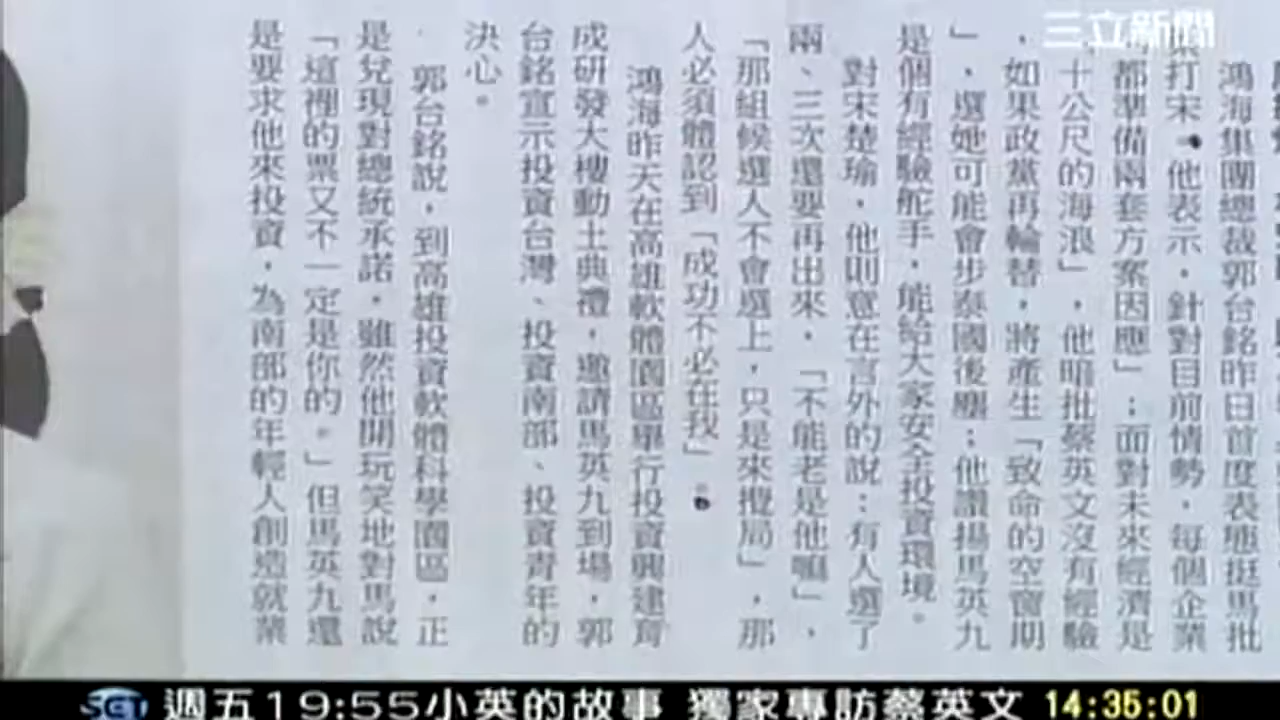 三立新聞
鴻海集團總裁郭台銘昨日首度表態挺馬批
打宋。他表示，針對目前情勢，每個企業
都準備兩套方案因應」；面對未來經濟是
十公尺的海浪」，他暗批蔡英文沒有經驗
，如果政黨再輪替，將產生「致命的空窗期
」，選她可能會步泰國後塵；他讚揚馬英九
是個有經驗舵手，能給大家安全投資環境。
對宋楚瑜，他則意在言外的說：有人選了
兩、三次還要再出來，「不能老是他嘛」，
「那組候選人不會選上，只是來攪局」，那
人必須體認到「成功不必在我」。
鴻海昨天在高雄軟體園區舉行投資興建育
成研發大樓動土典禮，邀請馬英九到場，郭
台銘宣示投資台灣、投資南部、投資青年的
決心。
郭台銘說，到高雄投資軟體科學園區，正
是兌現對總統承諾，雖然他開玩笑地對馬說
「這裡的票又不一定是你的。」但馬英九還
是要求他來投資，為南部的年輕人創造就業
SET 週五19:55小英的故事 獨家專訪蔡英文 14:35:01